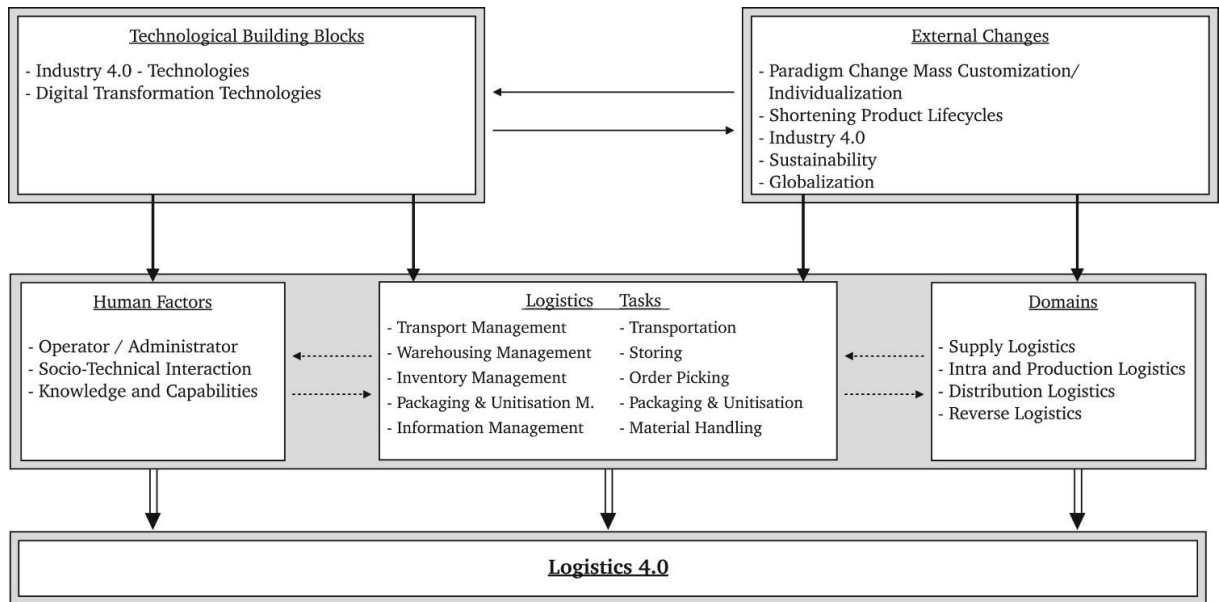 Technological Building Blocks
- Industry 4.0 - Technologies
- Digital Transformation Technologies
External Changes
- Paradigm Change Mass Customization/
Individualization
- Shortening Product Lifecycles
- Industry 4.0
- Sustainability
- Globalization
Human Factors
- Operator / Administrator
- Socio-Technical Interaction
- Knowledge and Capabilities
Logistics Tasks
- Transport Management
- Warehousing Management
- Inventory Management
- Packaging & Unitisation M.
- Information Management
- Transportation
- Storing
- Order Picking
- Packaging & Unitisation
- Material Handling
Domains
- Supply Logistics
- Intra and Production Logistics
- Distribution Logistics
- Reverse Logistics
Logistics 4.0